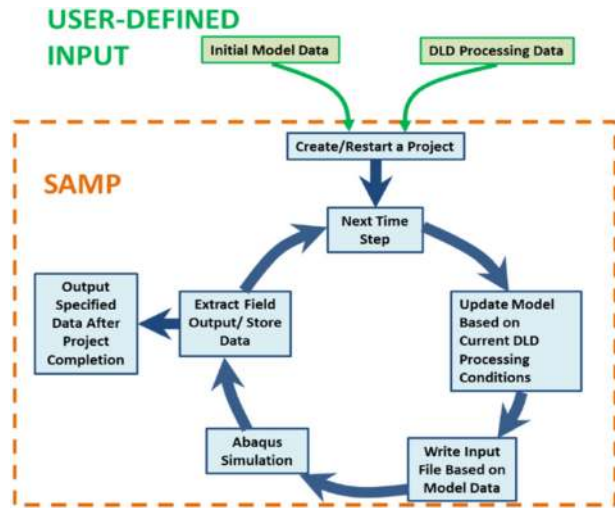 USER-DEFINED
INPUT
Initial Model Data
DLD Processing Data
Create/Restart a Project
SAMP
Next Time
Step
Output
Specified
Data After
Project
Completion
Extract Field
Output/ Store
Data
Update Model
Based on
Current DLD
Processing
Conditions
Abaqus
Simulation
Write Input
File Based on
Model Data